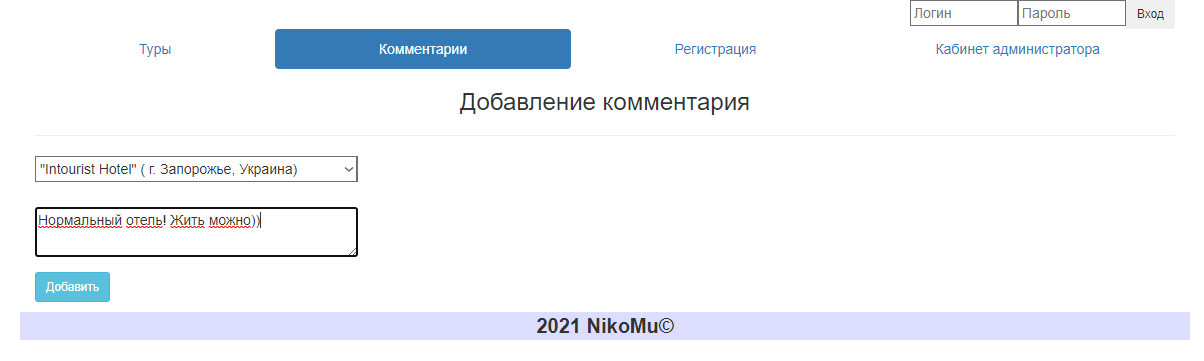 Логин Пароль Вход
Туры Комментарии Регистрация Кабинет администратора
Добавление комментария
"Intourist Hotel" ( г. Запорожье, Украина)
Нормальный отель! Жить можно))
Добавить
2021 NikoMu©